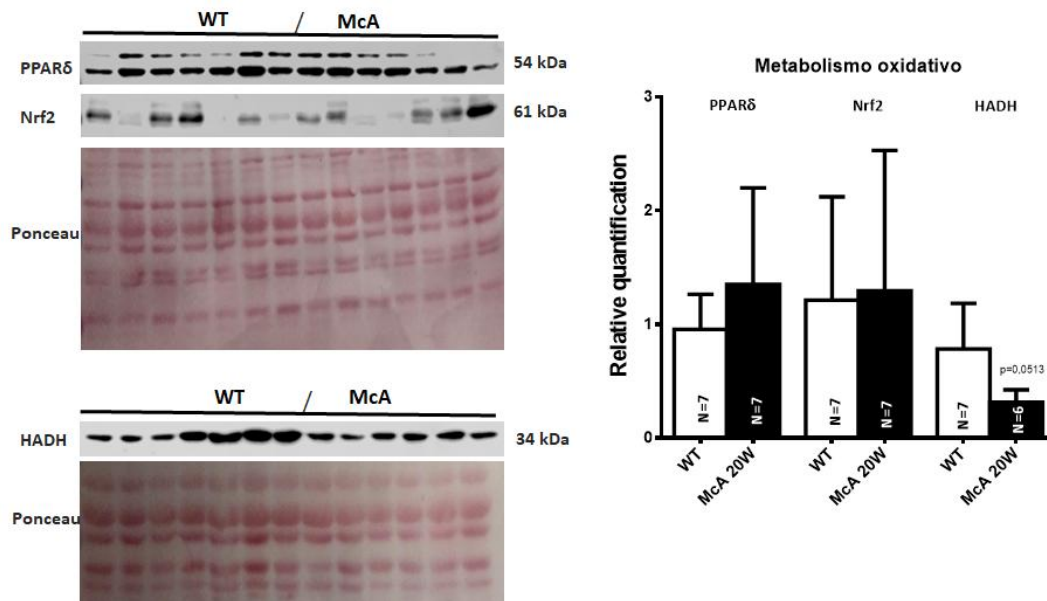 WT / McA
PPARδ
54 kDa
Nrf2
61 kDa
Ponceau
WT / McA
HADH
34 kDa
Ponceau
Metabolismo oxidativo
PPARδ Nrf2 HADH
Relative quantification
3
2
1
0
p=0,0513
N=7
N=7
N=7
N=7
N=7
N=6
WT
McA 20W
WT
McA 20W
WT
McA 20W